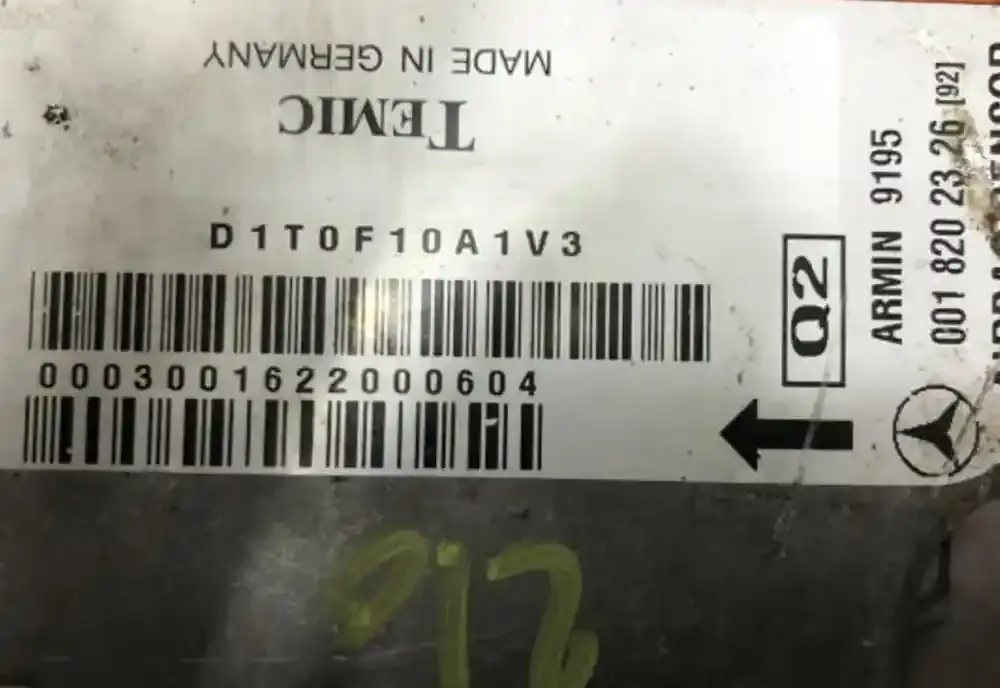 MADE IN GERMANY
TEMIC
D1T0F10A1V3
0003001622000604
Q2
ARMIN 9195
001 820 23 26 [92]